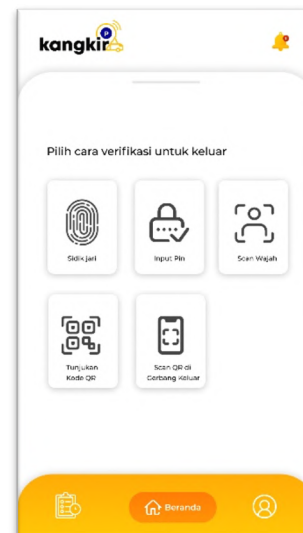 kangkir
P
Pilih cara verifikasi untuk keluar
Sidik jari
Input Pin
Scan Wajah
Tunjukan
Kode QR
Scan QR di
Gerbang Keluar
Beranda